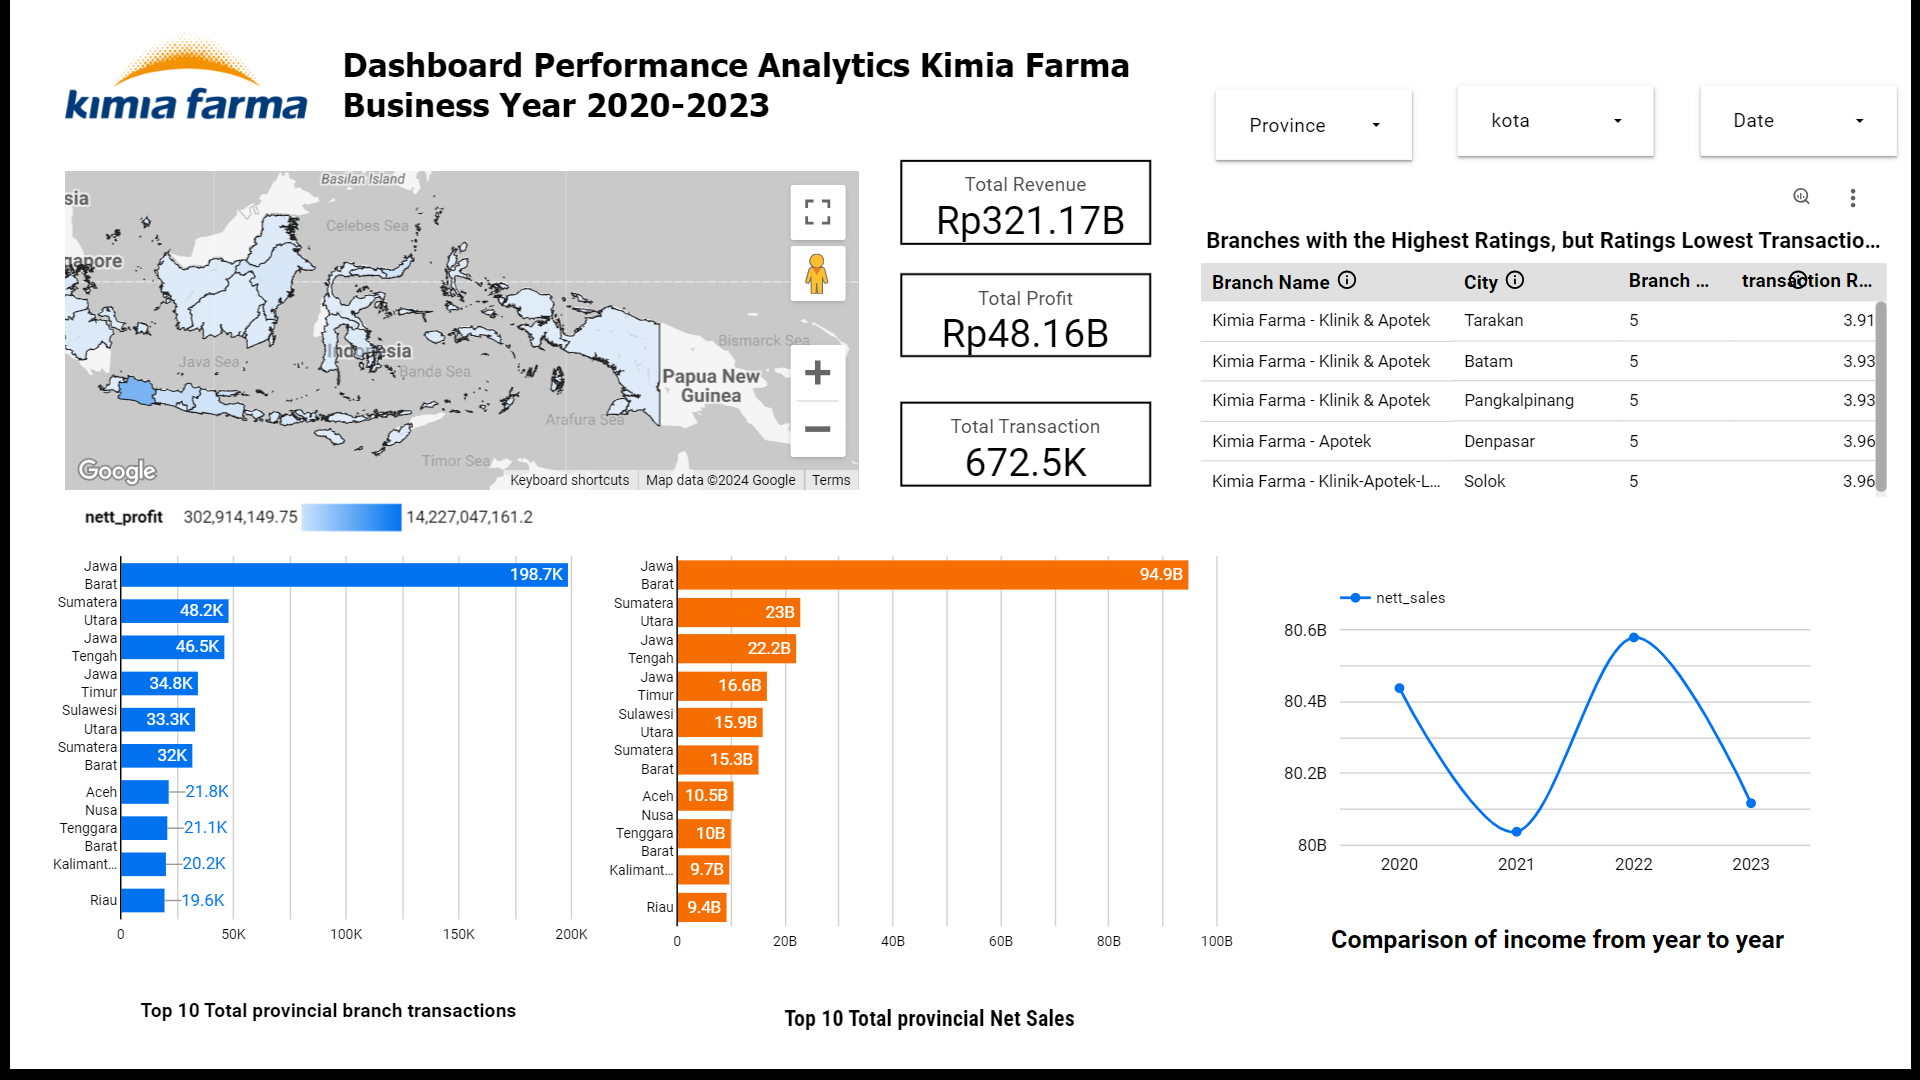 kimia farma
Dashboard Performance Analytics Kimia Farma
Business Year 2020-2023
Province
kota
Date
Basilan Island
sia
Celebes Sea
gapore
Java Sea
Indonesia
Banda Sea
Bismarck Sea
Papua New
Guinea
Arafura Sea
Timor Sea
Google
Keyboard shortcuts
Map data ©2024 Google
Terms
nett_profit 302,914,149.75 14,227,047,161.2
Total Revenue
Rp321.17B
Total Profit
Rp48.16B
Total Transaction
672.5K
Branches with the Highest Ratings, but Ratings Lowest Transactio...
Branch Name City Branch ... transaction R...
Kimia Farma - Klinik & Apotek Tarakan 5 3.91
Kimia Farma - Klinik & Apotek Batam 5 3.93
Kimia Farma - Klinik & Apotek Pangkalpinang 5 3.93
Kimia Farma - Apotek Denpasar 5 3.96
Kimia Farma - Klinik-Apotek-L... Solok 5 3.96
Jawa
Barat
198.7K
Sumatera
Utara
48.2K
Jawa
Tengah
46.5K
Jawa
Timur
34.8K
Sulawesi
Utara
33.3K
Sumatera
Barat
32K
Aceh
21.8K
Nusa
Tenggara
Barat
21.1K
Kalimant...
20.2K
Riau
19.6K
0 50K 100K 150K 200K
Top 10 Total provincial branch transactions
Jawa
Barat
94.9B
Sumatera
Utara
23B
Jawa
Tengah
22.2B
Jawa
Timur
16.6B
Sulawesi
Utara
15.9B
Sumatera
Barat
15.3B
Aceh
10.5B
Nusa
Tenggara
Barat
10B
Kalimant...
9.7B
Riau
9.4B
0 20B 40B 60B 80B 100B
Top 10 Total provincial Net Sales
nett_sales
80.6B
80.4B
80.2B
80B
2020 2021 2022 2023
Comparison of income from year to year